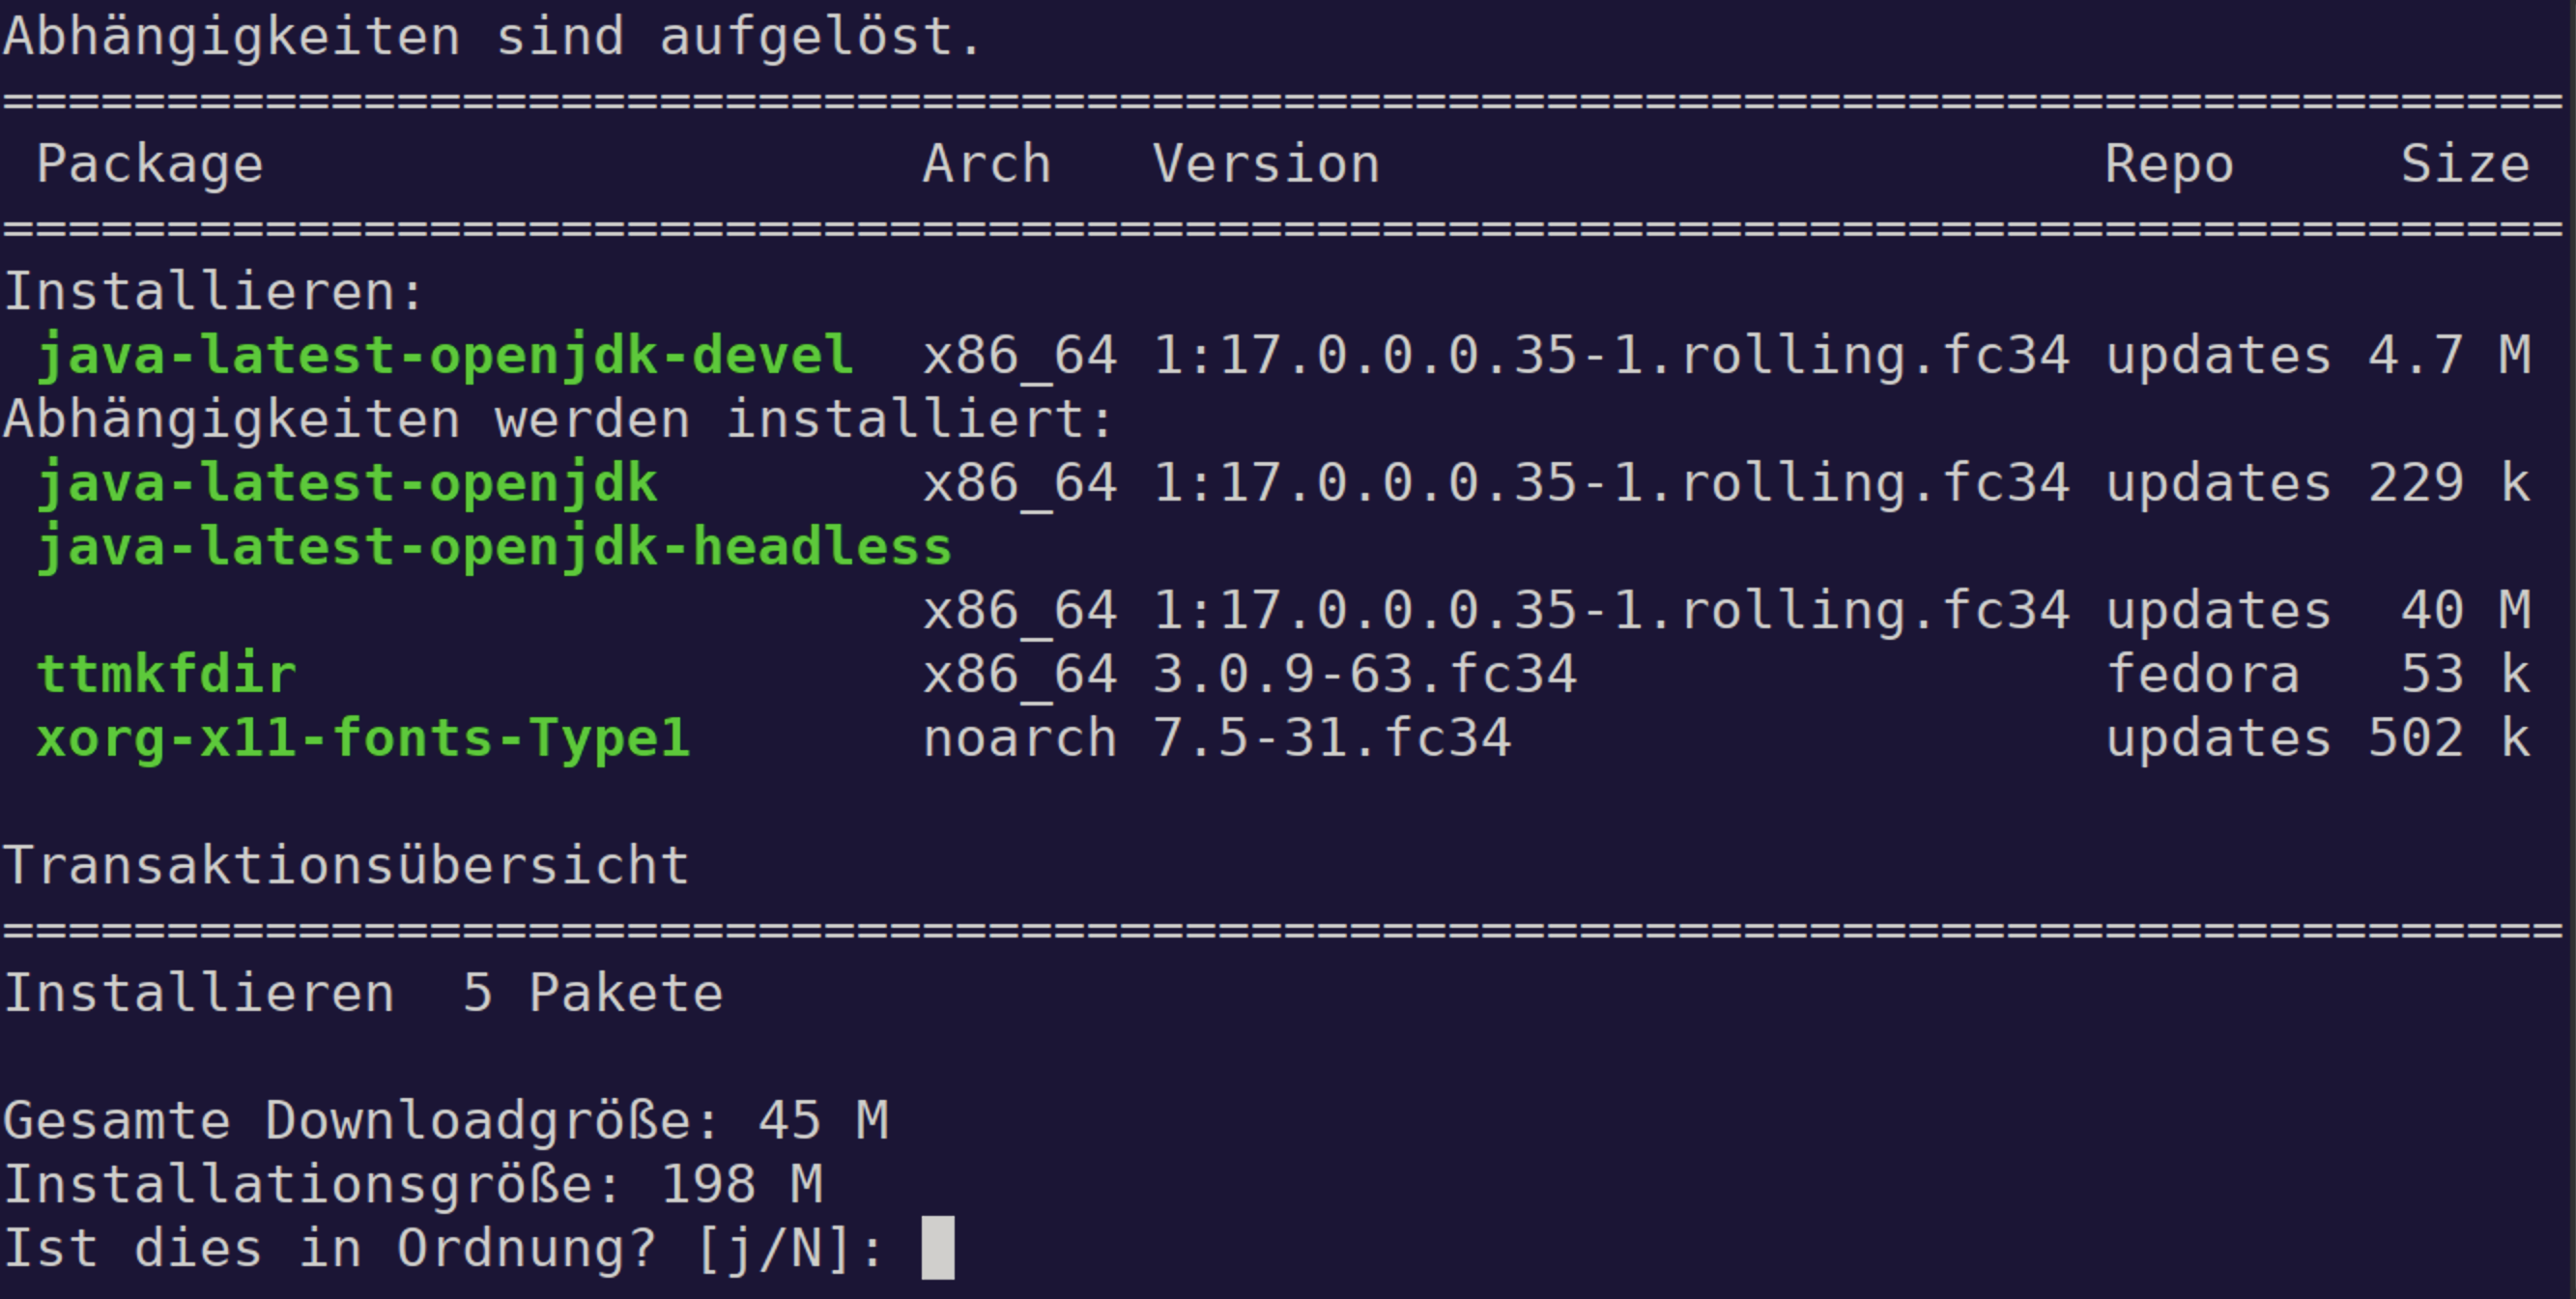 Abhängigkeiten sind aufgelöst.
==============================================================================
 Package                    Arch   Version                      Repo     Size
==============================================================================
Installieren:
 java-latest-openjdk-devel  x86_64 1:17.0.0.0.35-1.rolling.fc34 updates 4.7 M
Abhängigkeiten werden installiert:
 java-latest-openjdk        x86_64 1:17.0.0.0.35-1.rolling.fc34 updates 229 k
 java-latest-openjdk-headless
                            x86_64 1:17.0.0.0.35-1.rolling.fc34 updates  40 M
 ttmkfdir                   x86_64 3.0.9-63.fc34                fedora   53 k
 xorg-x11-fonts-Type1       noarch 7.5-31.fc34                  updates 502 k

Transaktionsübersicht
==============================================================================
Installieren  5 Pakete

Gesamte Downloadgröße: 45 M
Installationsgröße: 198 M
Ist dies in Ordnung? [j/N]: